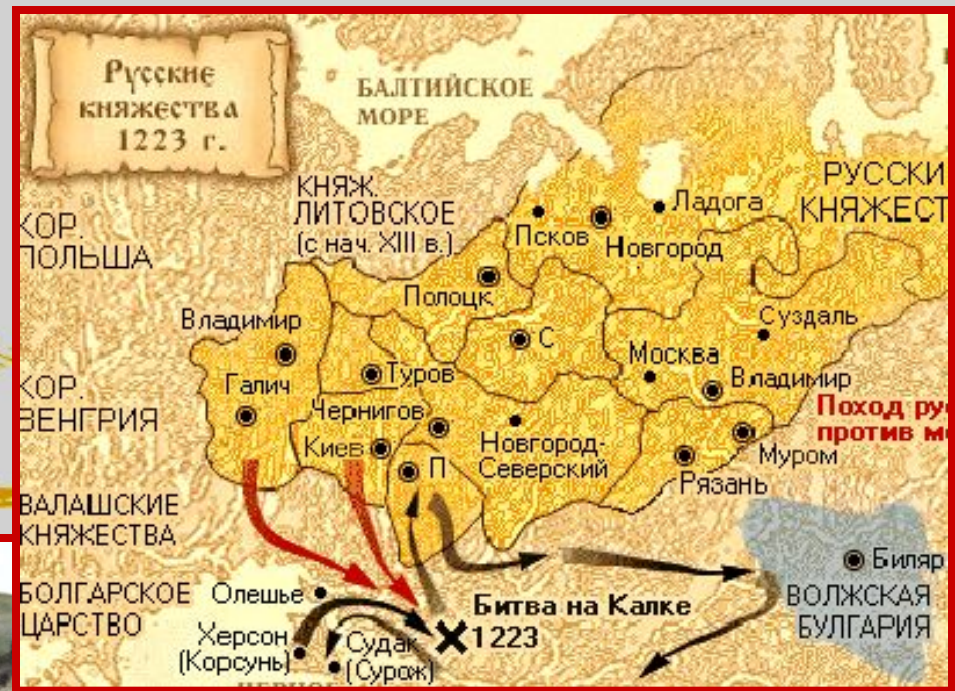 Русские
княжества
1223 г.
БАЛТИЙСКОЕ
МОРЕ
КНЯЖ.
ЛИТОВСКОЕ
(с нач. XIII в.)
РУССКИ
КНЯЖЕСТ
КОР.
ПОЛЬША
Ладога
Псков
Новгород
Полоцк
Владимир
С
Суздаль
Москва
Туров
Владимир
КОР.
ВЕНГРИЯ
Галич
Чернигов
Поход ру
против м
Киев
Новгород-
Северский
Муром
П
Рязань
ВАЛАШСКИЕ
КНЯЖЕСТВА
Биляр
БОЛГАРСКОЕ
ЦАРСТВО
Олешье
Битва на Калке
1223
ВОЛЖСКАЯ
БУЛГАРИЯ
Херсон
(Корсунь)
Судак
(Сурож)